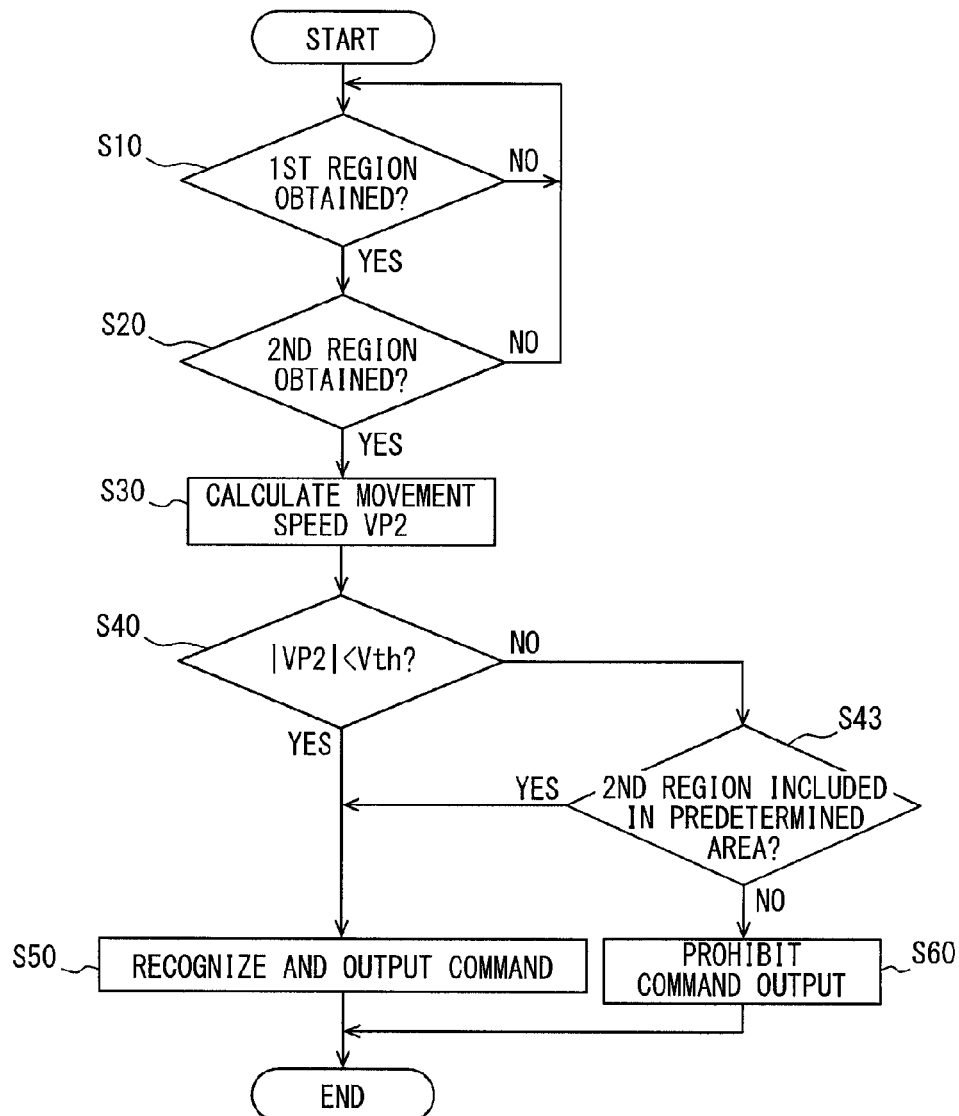 START
S10
1ST REGION
OBTAINED?
NO
YES
S20
2ND REGION
OBTAINED?
NO
YES
S30
CALCULATE MOVEMENT
SPEED VP2
S40
|VP2|<Vth?
NO
YES
S43
2ND REGION INCLUDED
IN PREDETERMINED
AREA?
YES
NO
S50
RECOGNIZE AND OUTPUT COMMAND
PROHIBIT
COMMAND OUTPUT
S60
END